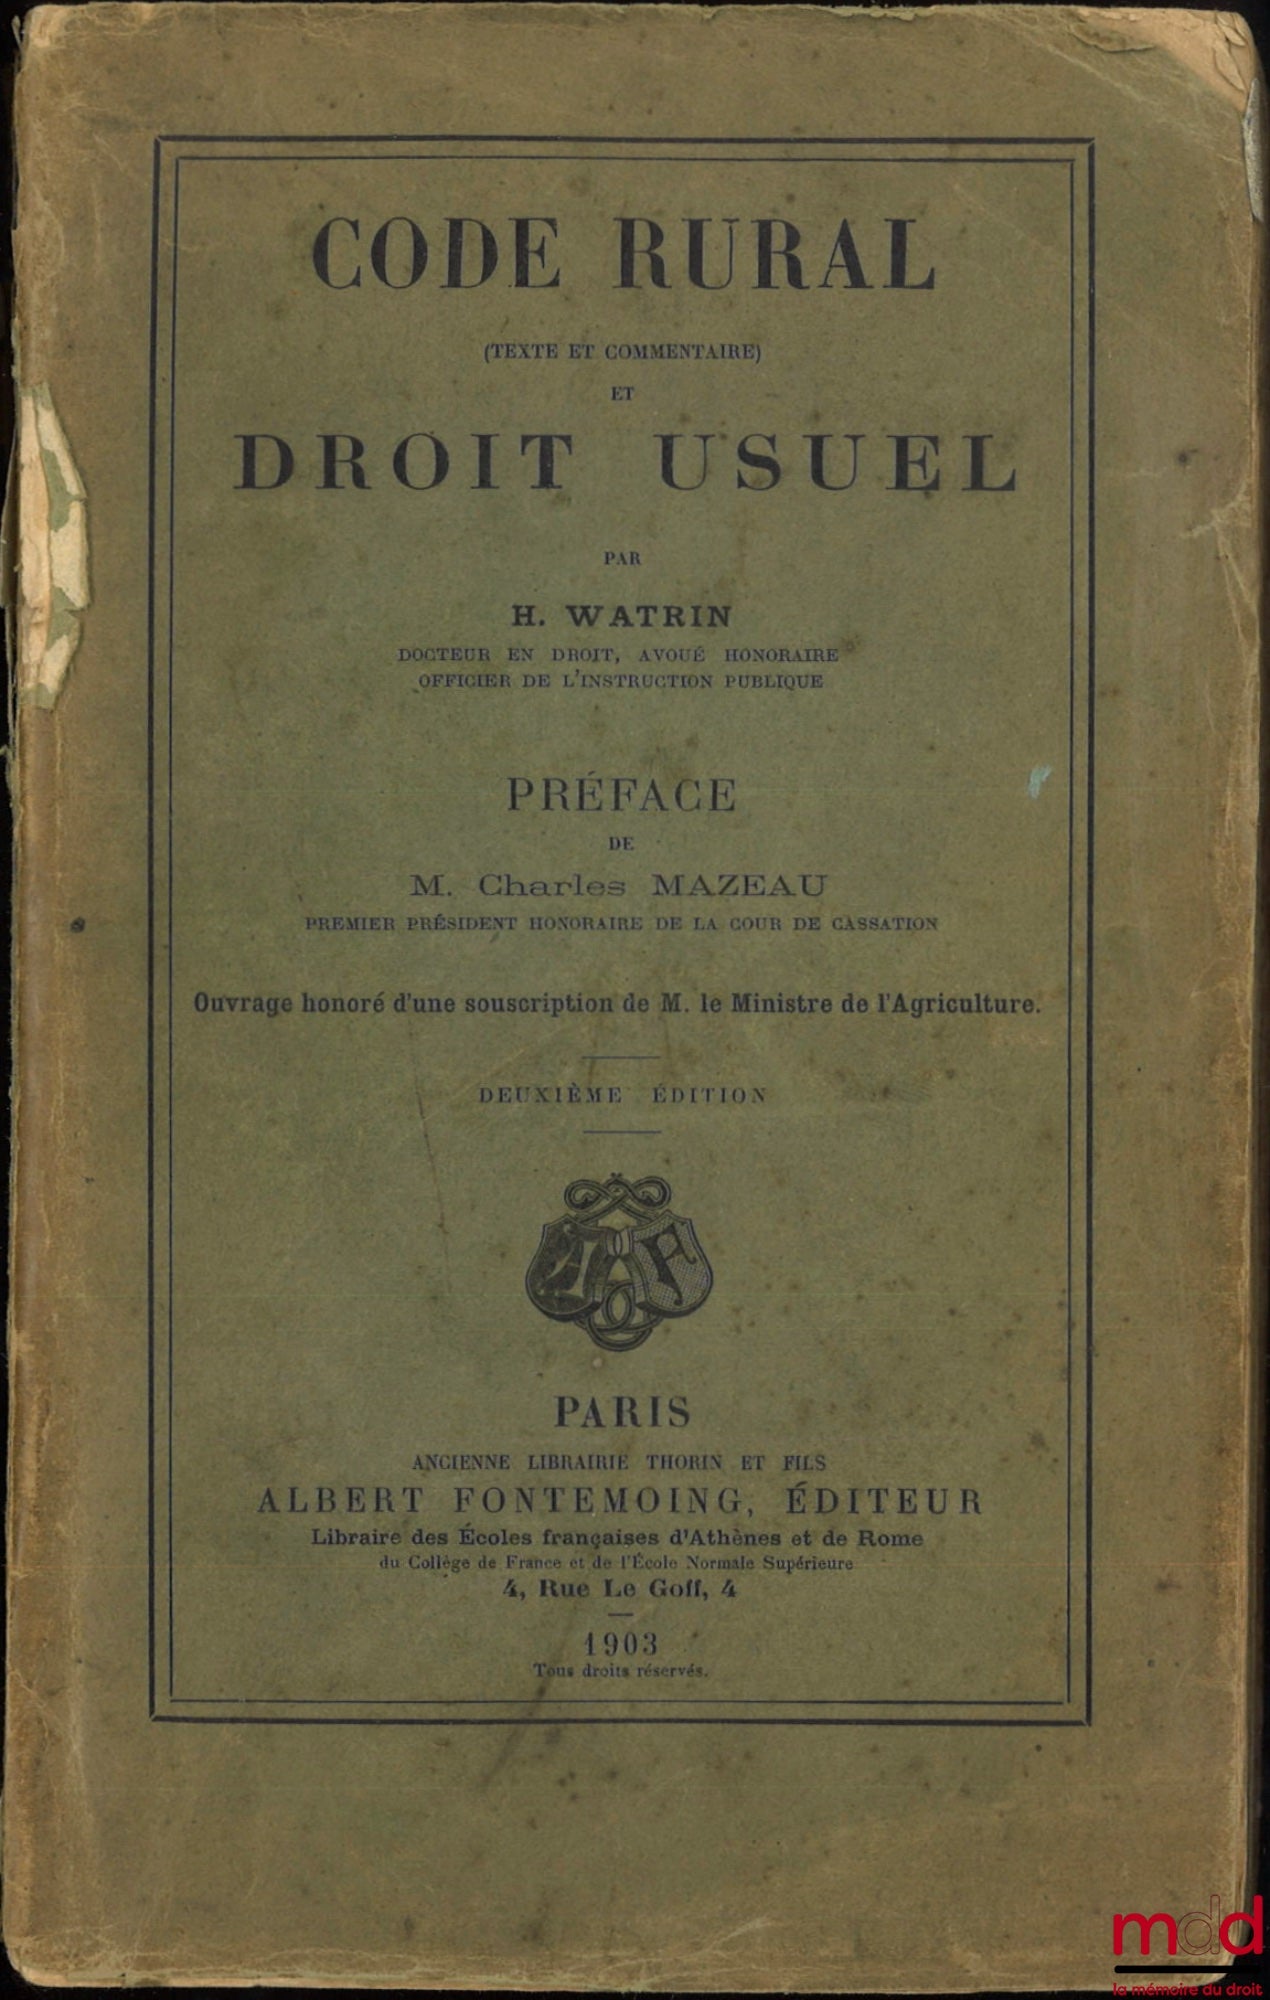 CODE RURAL
(TEXTE ET COMMENTAIRE)
ET
DROIT USUEL
PAR
H. WATRIN
DOCTEUR EN DROIT, AVOUÉ HONORAIRE
OFFICIER DE L'INSTRUCTION PUBLIQUE
PRÉFACE
DE
M. Charles MAZEAU
PREMIER PRÉSIDENT HONORAIRE DE LA COUR DE CASSATION
Ouvrage honoré d'une souscription de M. le Ministre de l'Agriculture.
DEUXIÈME ÉDITION
A F
PARIS
ANCIENNE LIBRAIRIE THORIN ET FILS
ALBERT FONTEMOING, ÉDITEUR
Libraire des Écoles françaises d'Athènes et de Rome
du Collège de France et de l'École Normale Supérieure
4, Rue Le Goff, 4
1903
Tous droits réservés.
mdd
la mémoire du droit